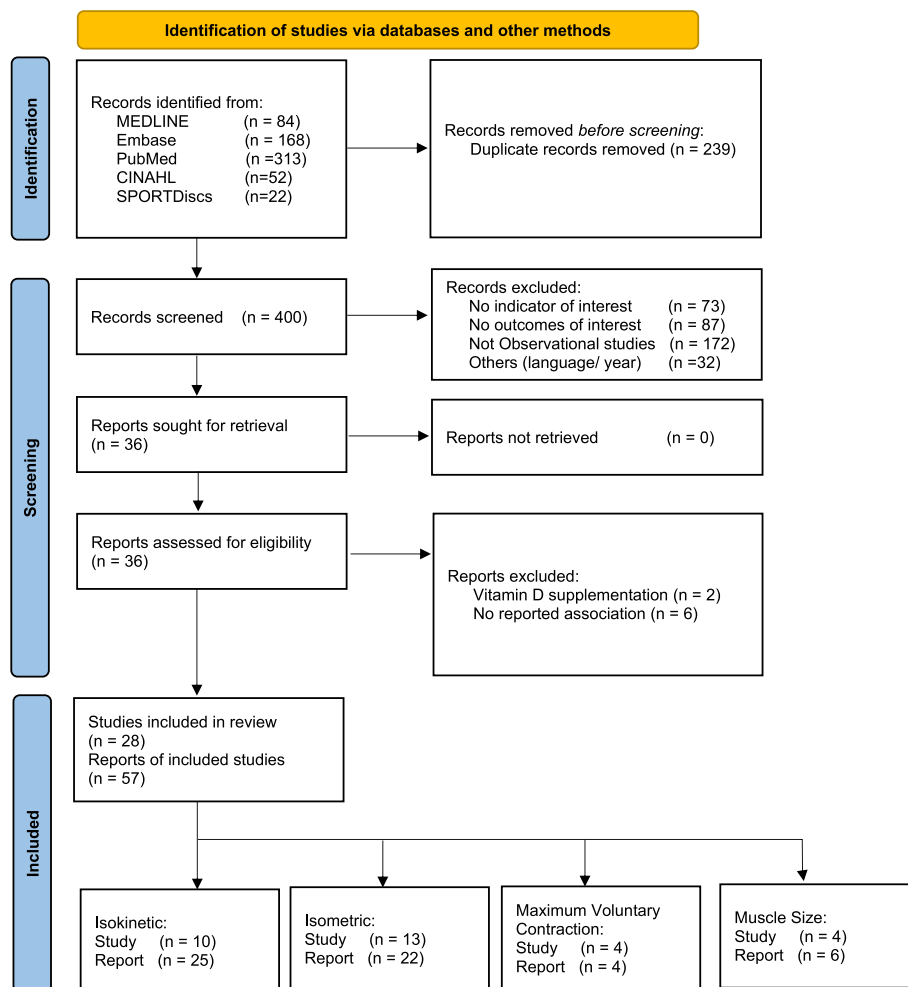 Identification of studies via databases and other methods
Identification
Records identified from:
MEDLINE (n = 84)
Embase (n = 168)
PubMed (n =313)
CINAHL (n=52)
SPORTDiscs (n=22)
Records removed before screening:
Duplicate records removed (n = 239)
Screening
Records screened (n = 400)
Records excluded:
No indicator of interest (n = 73)
No outcomes of interest (n = 87)
Not Observational studies (n = 172)
Others (language/ year) (n =32)
Reports sought for retrieval
(n = 36)
Reports not retrieved (n = 0)
Reports assessed for eligibility
(n = 36)
Reports excluded:
Vitamin D supplementation (n = 2)
No reported association (n = 6)
Included
Studies included in review
(n = 28)
Reports of included studies
(n = 57)
Isokinetic:
Study (n = 10)
Report (n = 25)
Isometric:
Study (n = 13)
Report (n = 22)
Maximum Voluntary
Contraction:
Study (n = 4)
Report (n = 4)
Muscle Size:
Study (n = 4)
Report (n = 6)